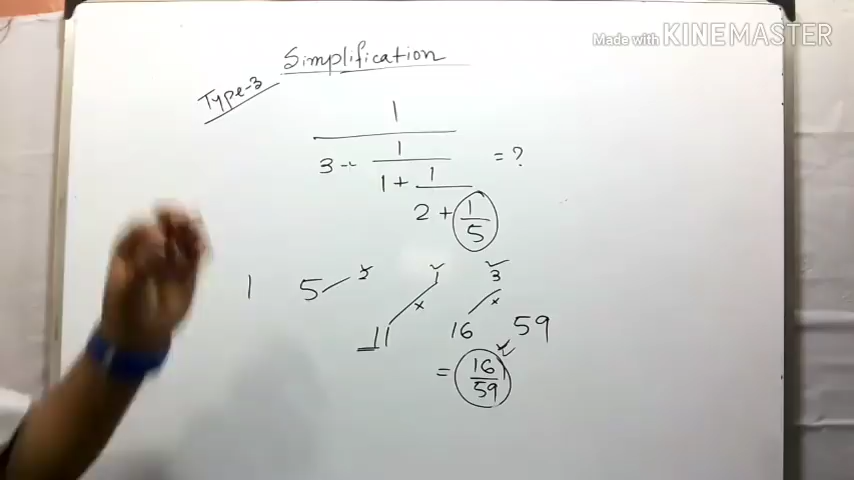 Made with KINEMASTER
Simplification
Type-3
1
3 - 1 = ?
1 + 1
2 + 1
5
1 5 2 1 3
11 16 59
= 16
59